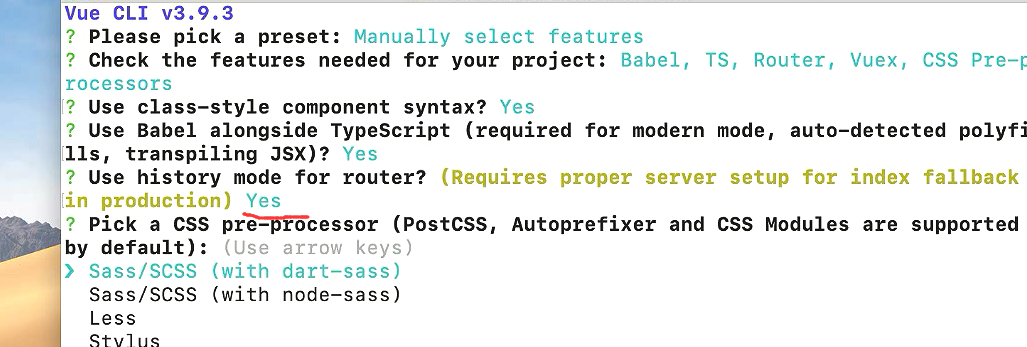 Vue CLI v3.9.3
? Please pick a preset: Manually select features
? Check the features needed for your project: Babel, TS, Router, Vuex, CSS Pre-p
rocessors
? Use class-style component syntax? Yes
? Use Babel alongside TypeScript (required for modern mode, auto-detected polyfi
lls, transpiling JSX)? Yes
? Use history mode for router? (Requires proper server setup for index fallback
in production) Yes
? Pick a CSS pre-processor (PostCSS, Autoprefixer and CSS Modules are supported
by default): (Use arrow keys)
❯ Sass/SCSS (with dart-sass)
Sass/SCSS (with node-sass)
Less
Stylus